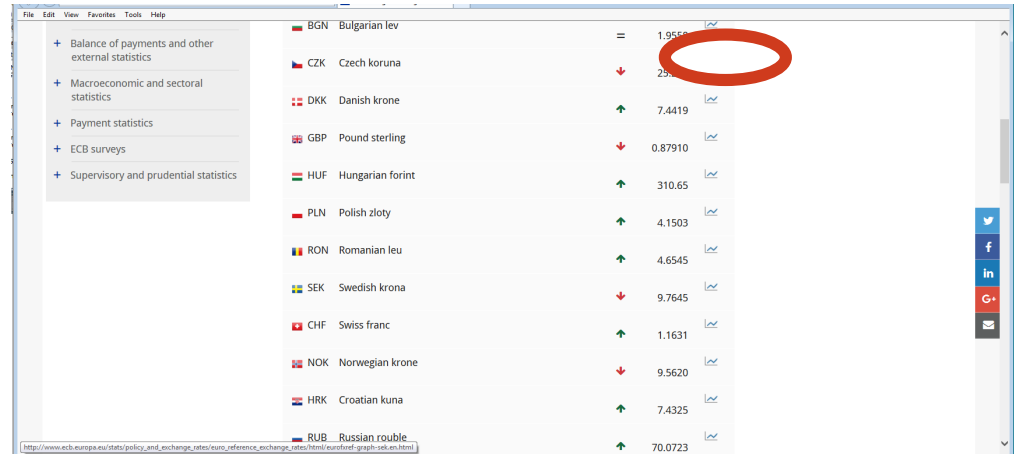 File Edit View Favorites Tools Help
+ Balance of payments and other
external statistics
+ Macroeconomic and sectoral
statistics
+ Payment statistics
+ ECB surveys
+ Supervisory and prudential statistics
BGN Bulgarian lev = 1.9558
CZK Czech koruna
DKK Danish krone 7.4419
GBP Pound sterling 0.87910
HUF Hungarian forint 310.65
PLN Polish zloty 4.1503
RON Romanian leu 4.6545
SEK Swedish krona 9.7645
CHF Swiss franc 1.1631
NOK Norwegian krone 9.5620
HRK Croatian kuna 7.4325
RUB Russian rouble 70.0723
f
in
G+
http://www.ecb.europa.eu/stats/policy_and_exchange_rates/euro_reference_exchange_rates/html/eurofxref-graph-sek.en.html